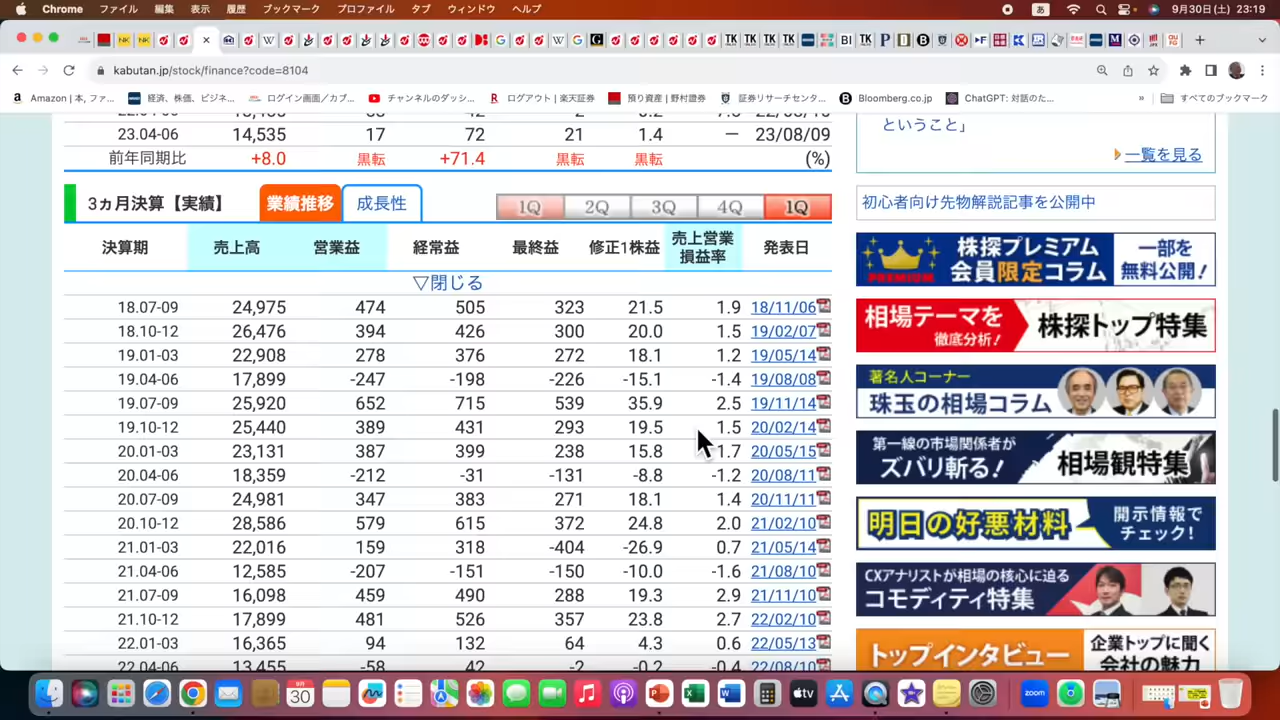 Chrome ファイル 編集 表示 履歴 ブックマーク プロファイル タブ ウィンドウ ヘルプ あ 9月30日(土) 23:19
kabutan.jp/stock/finance?code=8104
Amazon | 本, ファ... 経済、株価、ビジネ... ログイン画面／カブ... チャンネルのダッシ... ログアウト | 楽天証券 預り資産 | 野村證券 証券リサーチセンタ... Bloomberg.co.jp ChatGPT: 対話のた... » すべてのブックマーク
23.04-06 14,535 17 72 21 1.4 ー 23/08/09
前年同期比 +8.0 黒転 +71.4 黒転 黒転 (%)
3ヵ月決算【実績】 業績推移 成長性 1Q 2Q 3Q 4Q 1Q
決算期 売上高 営業益 経常益 最終益 修正1株益 売上営業損益率 発表日
▽閉じる
18.07-09 24,975 474 505 323 21.5 1.9 18/11/06
18.10-12 26,476 394 426 300 20.0 1.5 19/02/07
19.01-03 22,908 278 376 272 18.1 1.2 19/05/14
19.04-06 17,899 -247 -198 -226 -15.1 -1.4 19/08/08
19.07-09 25,920 652 715 539 35.9 2.5 19/11/14
19.10-12 25,440 389 431 293 19.5 1.5 20/02/14
20.01-03 23,131 387 399 238 15.8 1.7 20/05/15
20.04-06 18,359 -212 -31 -131 -8.8 -1.2 20/08/11
20.07-09 24,981 347 383 271 18.1 1.4 20/11/11
20.10-12 28,586 579 615 372 24.8 2.0 21/02/10
21.01-03 22,016 159 318 -404 -26.9 0.7 21/05/14
21.04-06 12,585 -207 -151 -150 -10.0 -1.6 21/08/10
21.07-09 16,098 459 490 288 19.3 2.9 21/11/10
21.10-12 17,899 481 526 357 23.8 2.7 22/02/10
22.01-03 16,365 94 132 64 4.3 0.6 22/05/13
22.04-06 13,455 -58 42 -2 -0.2 -0.4 22/08/10
ということ」
一覧を見る
初心者向け先物解説記事を公開中
PREMIUM 株探プレミアム 会員限定コラム 一部を無料公開！
相場テーマを徹底分析！ 株探トップ特集
著名人コーナー
珠玉の相場コラム
第一線の市場関係者が
ズバリ斬る！ 相場観特集
明日の好悪材料 開示情報でチェック！
CXアナリストが相場の核心に迫る
コモディティ特集
トップインタビュー 企業トップに聞く 会社の魅力
30
zoom